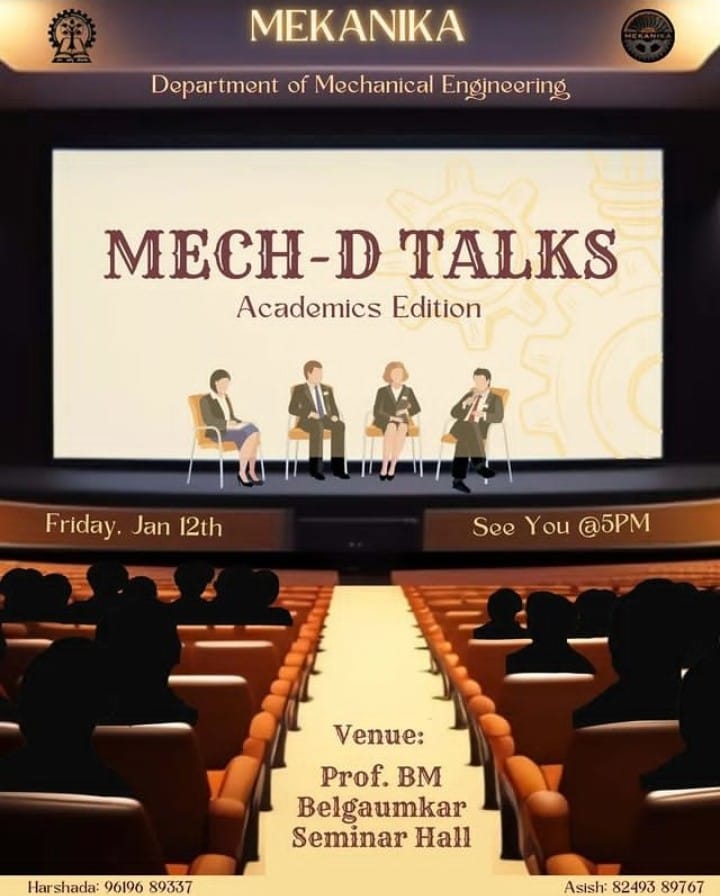 MEKANIKA
MEKANIKA
Department of Mechanical Engineering
MECH-D TALKS
Academics Edition
Friday, Jan 12th
See You @5PM
Venue:
Prof. BM
Belgaumkar
Seminar Hall
Harshada: 96196 89337
Asish: 82493 89767